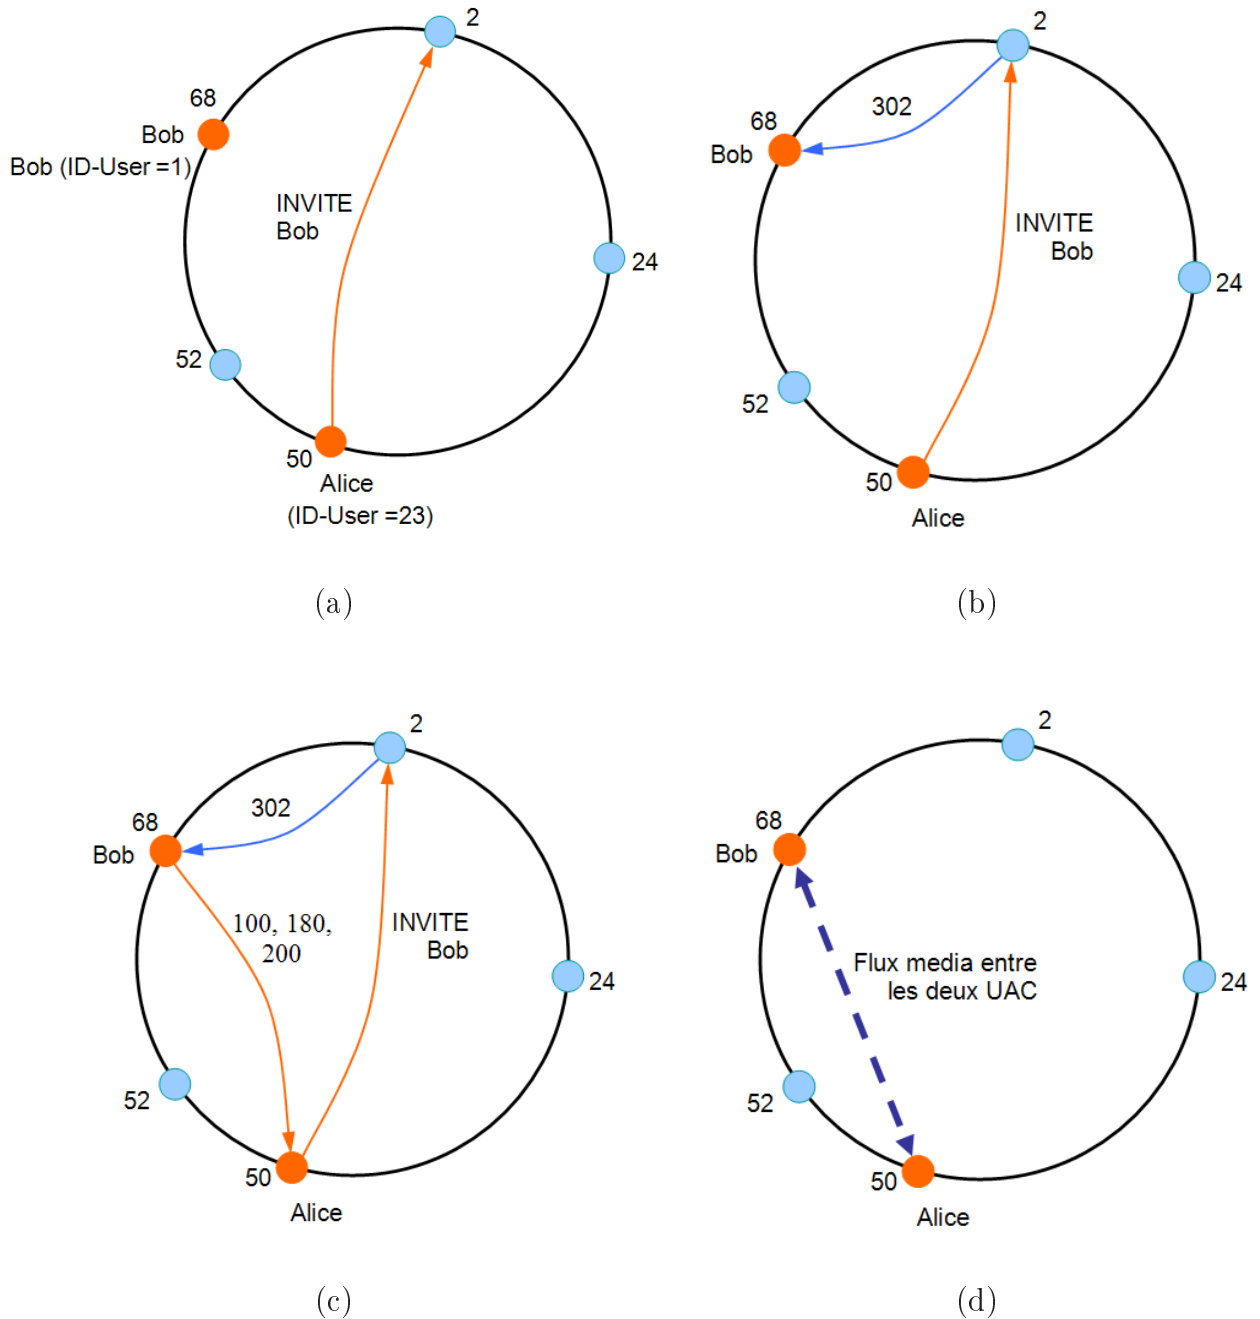 2
68
Bob
Bob (ID-User =1)
INVITE
Bob
24
52
50
Alice
(ID-User =23)
(a)
2
302
68
Bob
INVITE
Bob
24
52
50
Alice
(b)
2
302
68
Bob
100, 180,
200
INVITE
Bob
24
52
50
Alice
(c)
2
68
Bob
Flux media entre
les deux UAC
24
52
50
Alice
(d)